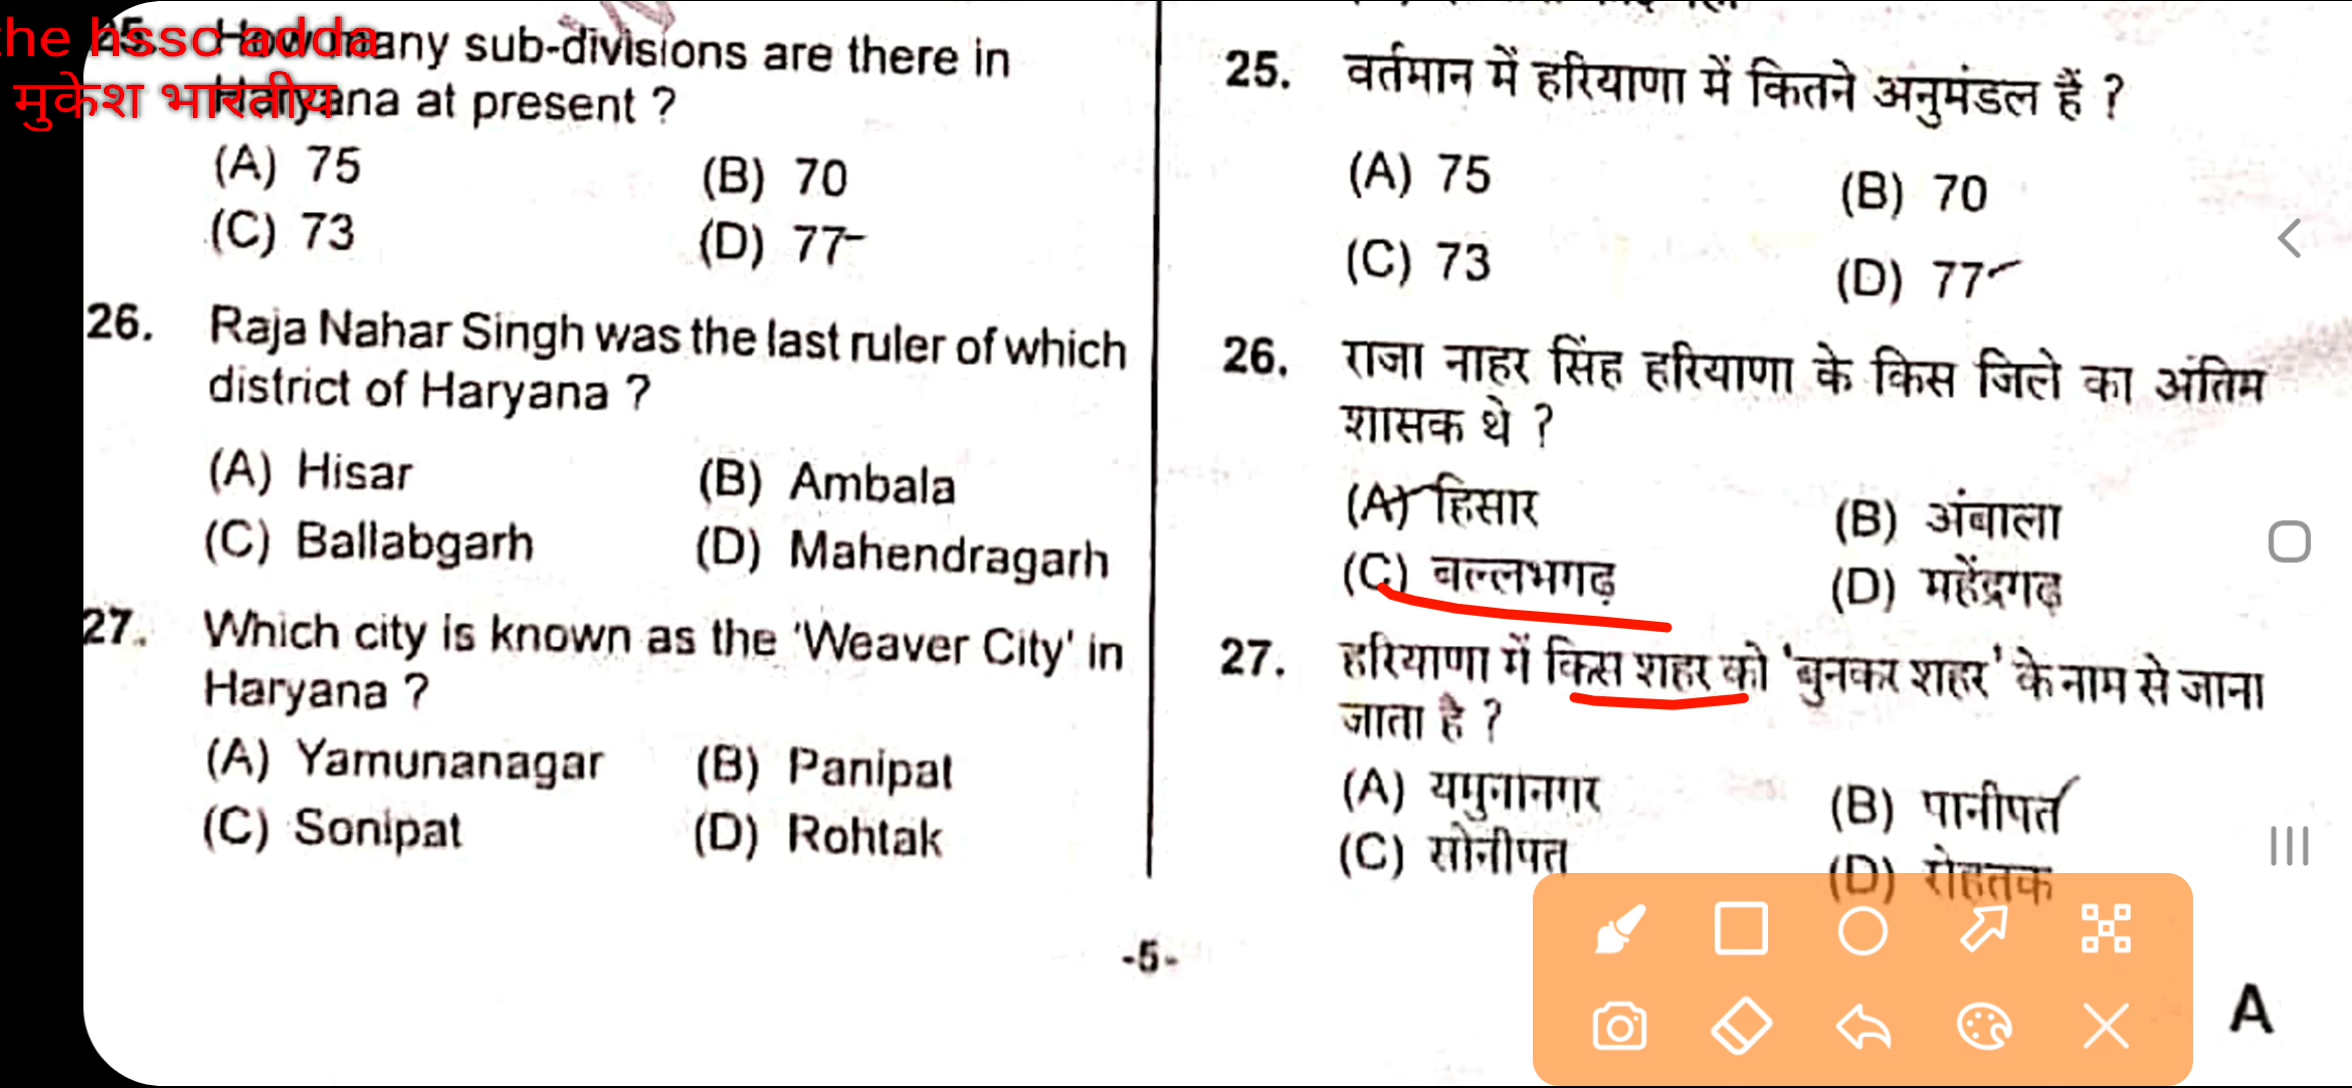 the hssc adda
मुकेश भारतीय
25. How many sub-divisions are there in
Haryana at present ?
(A) 75 (B) 70
(C) 73 (D) 77
26. Raja Nahar Singh was the last ruler of which
district of Haryana ?
(A) Hisar (B) Ambala
(C) Ballabgarh (D) Mahendragarh
27. Which city is known as the 'Weaver City' in
Haryana ?
(A) Yamunanagar (B) Panipat
(C) Sonipat (D) Rohtak
25. वर्तमान में हरियाणा में कितने अनुमंडल हैं ?
(A) 75 (B) 70
(C) 73 (D) 77
26. राजा नाहर सिंह हरियाणा के किस जिले का अंतिम
शासक थे ?
(A) हिसार (B) अंबाला
(C) बल्लभगढ़ (D) महेंद्रगढ़
27. हरियाणा में किस शहर को 'बुनकर शहर' के नाम से जाना
जाता है ?
(A) यमुनानगर (B) पानीपत
(C) सोनीपत (D) रोहतक
-5-
A